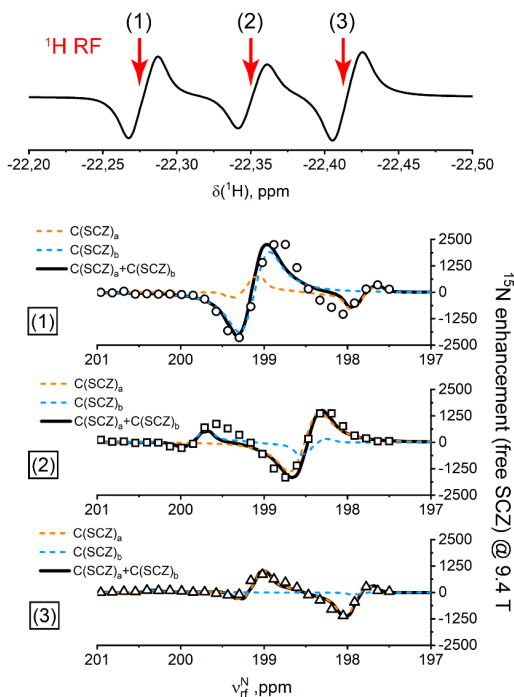 (1) (2) (3)
¹H RF
-22,20 -22,25 -22,30 -22,35 -22,40 -22,45 -22,50
δ(¹H), ppm
C(SCZ)a
C(SCZ)b
C(SCZ)a+C(SCZ)b
(1)
2500
1250
0
-1250
-2500
201 200 199 198 197
C(SCZ)a
C(SCZ)b
C(SCZ)a+C(SCZ)b
(2)
2500
1250
0
-1250
-2500
201 200 199 198 197
C(SCZ)a
C(SCZ)b
C(SCZ)a+C(SCZ)b
(3)
2500
1250
0
-1250
-2500
201 200 199 198 197
νrfᴺ ,ppm
¹⁵N enhancement (free SCZ) @ 9.4 T